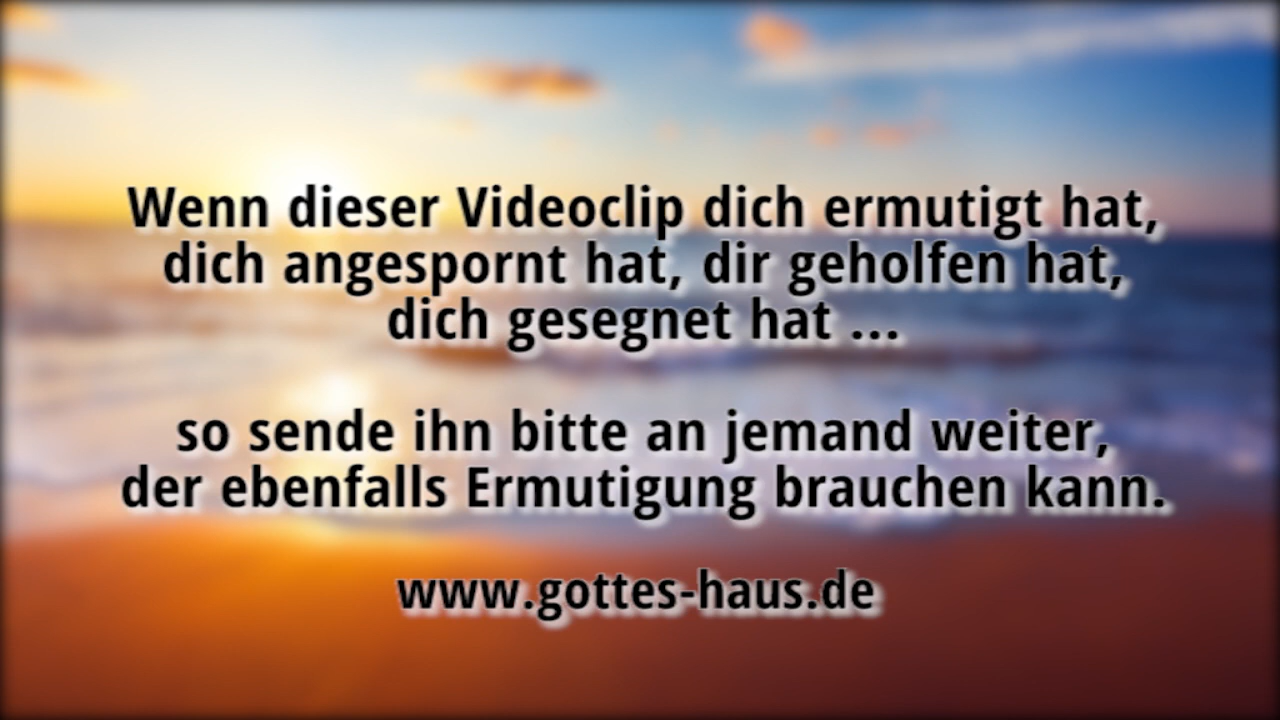 Wenn dieser Videoclip dich ermutigt hat,
dich angespornt hat, dir geholfen hat,
dich gesegnet hat ...
so sende ihn bitte an jemand weiter,
der ebenfalls Ermutigung brauchen kann.
www.gottes-haus.de